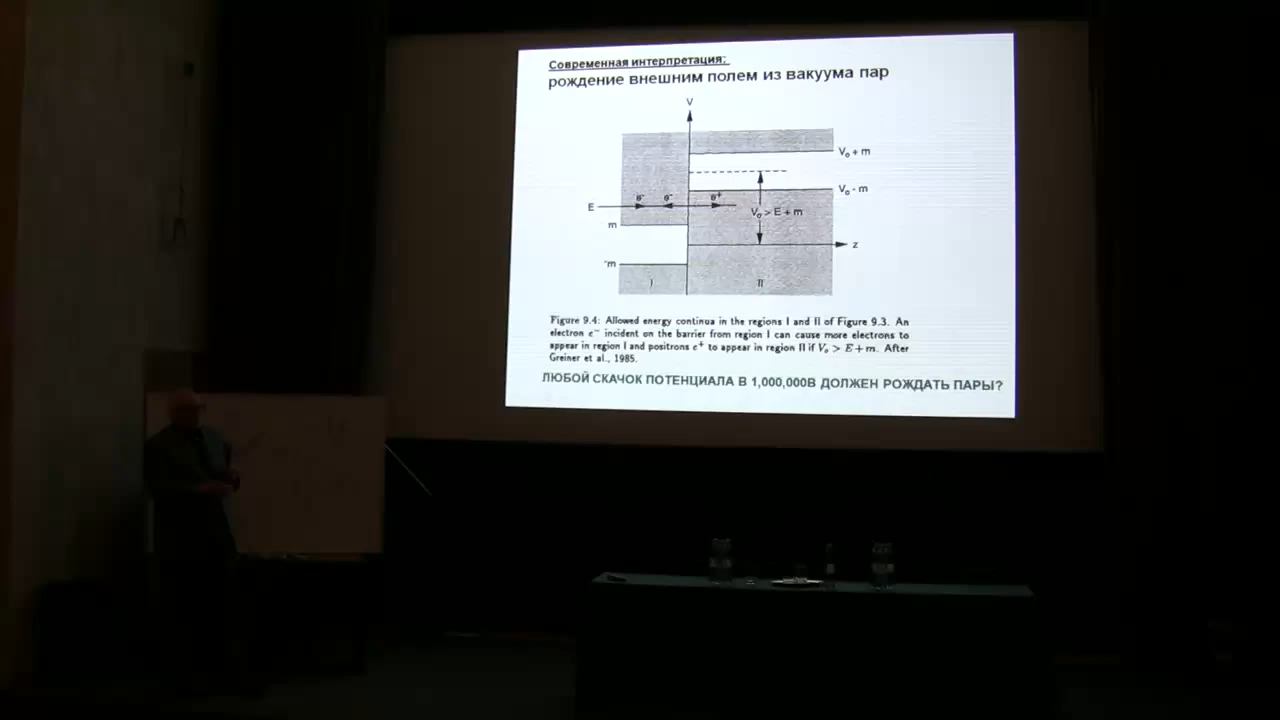 Современная интерпретация:
рождение внешним полем из вакуума пар
V
V₀ + m
V₀ - m
e⁻ e⁻ e⁺
E
V₀ > E + m
m
z
-m
I II
Figure 9.4: Allowed energy continua in the regions I and II of Figure 9.3. An
electron e⁻ incident on the barrier from region I can cause more electrons to
appear in region I and positrons e⁺ to appear in region II if V₀ > E + m. After
Greiner et al., 1985.
ЛЮБОЙ СКАЧОК ПОТЕНЦИАЛА В 1,000,000В ДОЛЖЕН РОЖДАТЬ ПАРЫ?